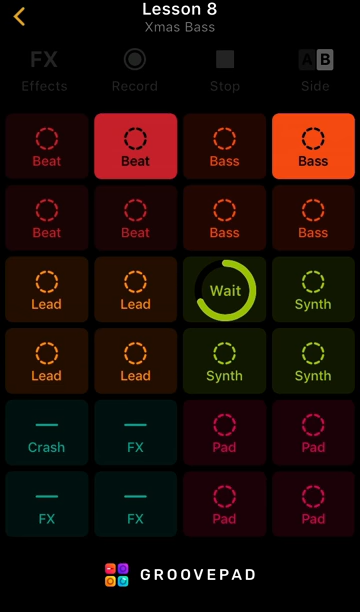 Lesson 8
Xmas Bass
FX A B
Effects Record Stop Side
Beat Beat Bass Bass
Beat Beat Bass Bass
Lead Lead Wait Synth
Lead Lead Synth Synth
Crash FX Pad Pad
FX FX Pad Pad
GROOVEPAD